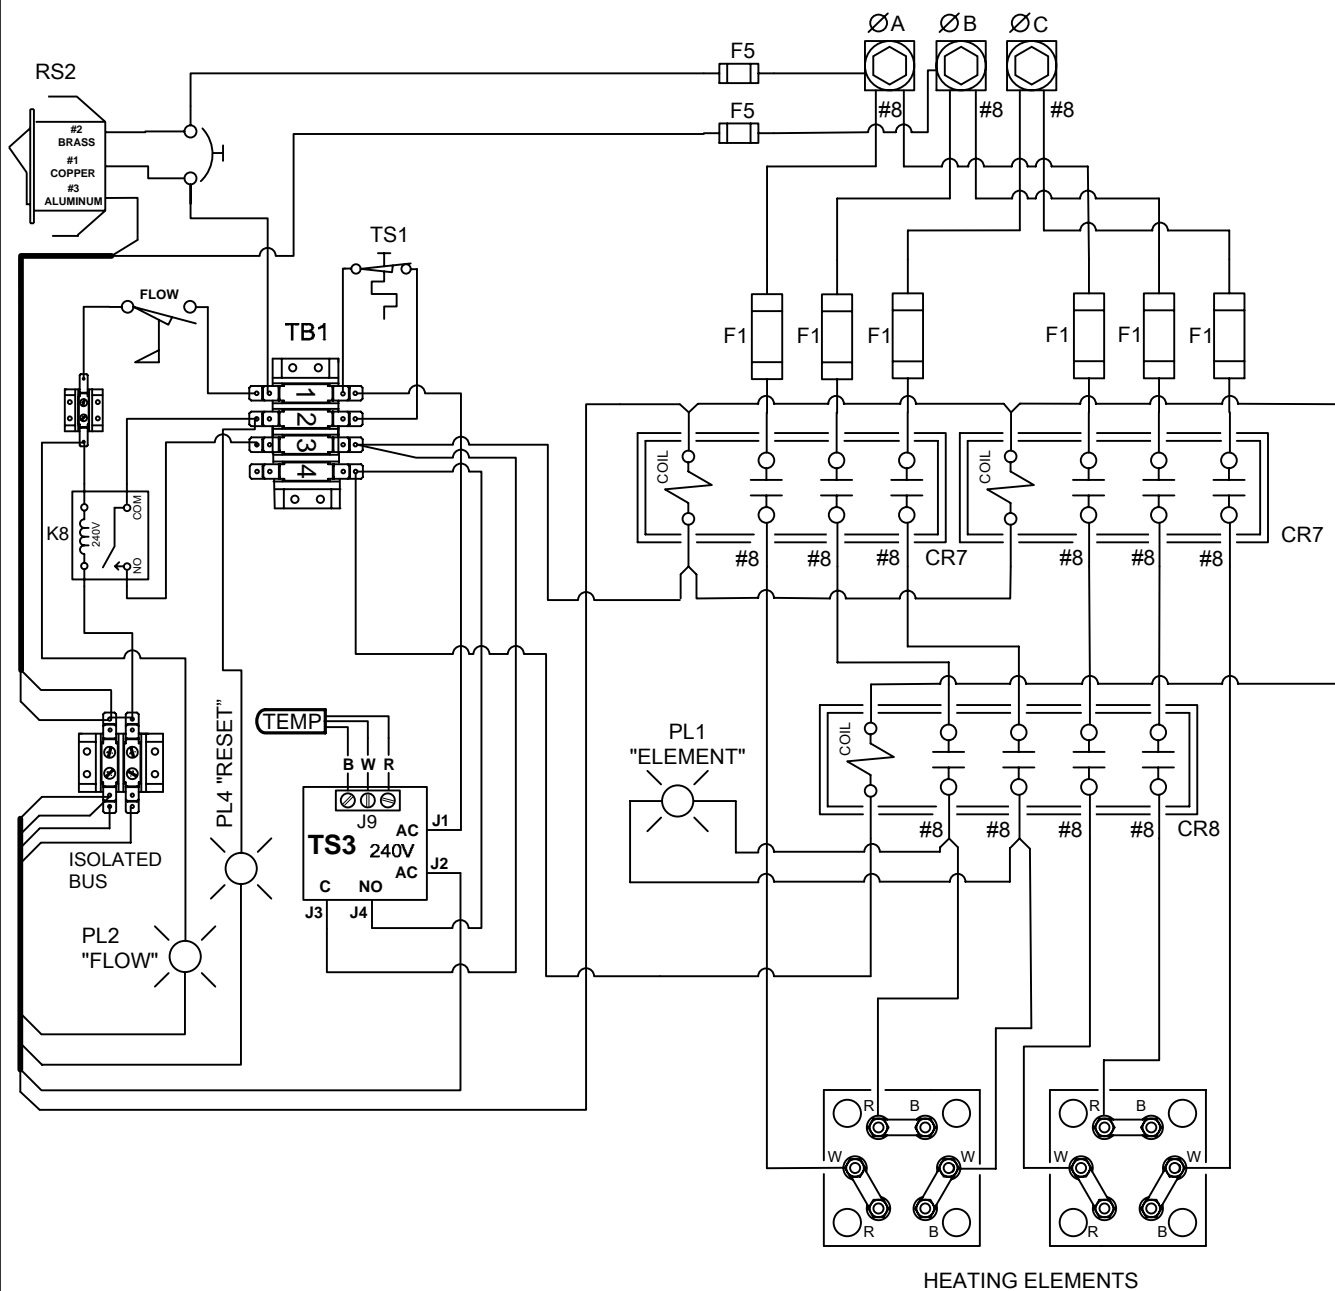 ØA ØB ØC
F5
RS2
#8 #8 #8
F5
#2
BRASS
#1
COPPER
#3
ALUMINUM
TS1
FLOW
TB1
F1 F1 F1 F1 F1 F1
1
2
3
4
COIL COIL
K8 240V COM NO
#8 #8 #8 CR7 #8 #8 #8 CR7
PL4 "RESET"
TEMP
B W R
PL1
"ELEMENT"
COIL
J9
TS3 240V
AC J1
AC J2
C NO
J3 J4
#8 #8 #8 #8 CR8
ISOLATED
BUS
PL2
"FLOW"
R B R B
W W W W
R B R B
HEATING ELEMENTS